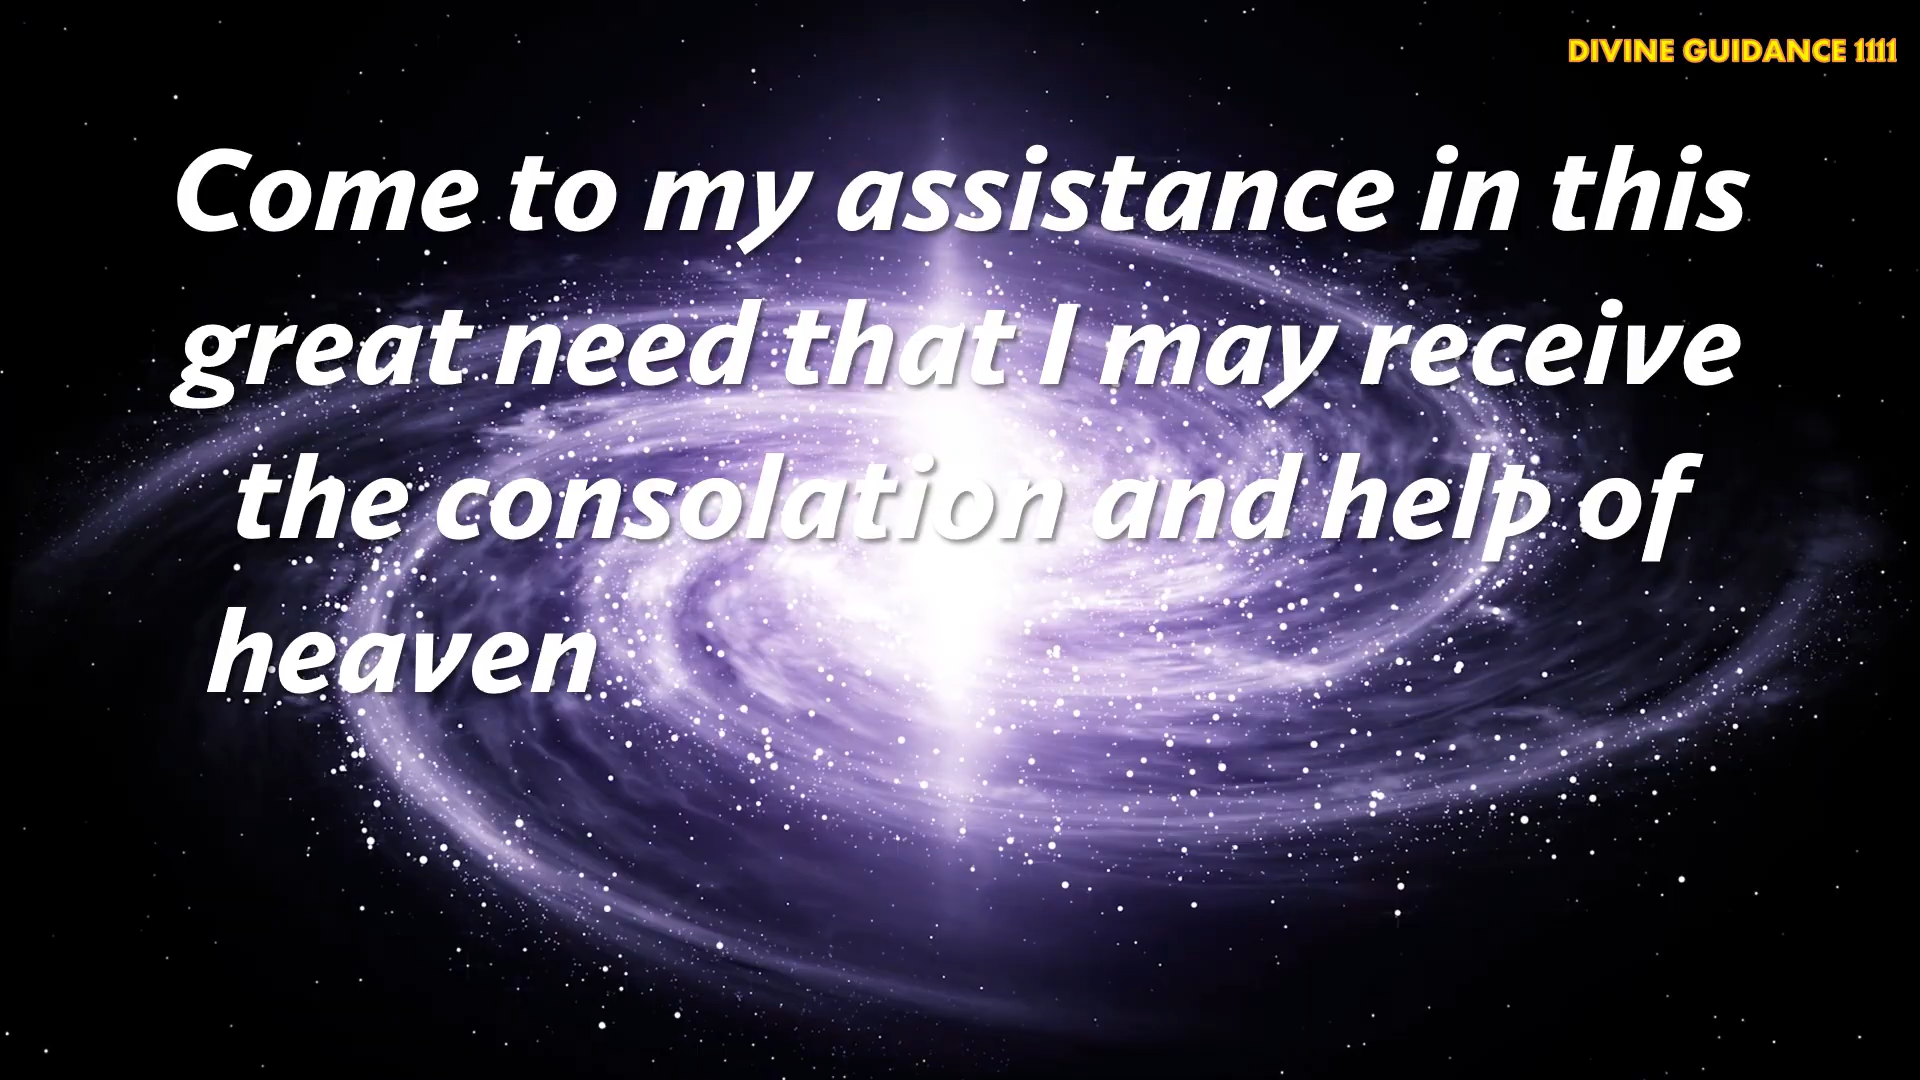 DIVINE GUIDANCE 1111
Come to my assistance in this
great need that I may receive
the consolation and help of
heaven